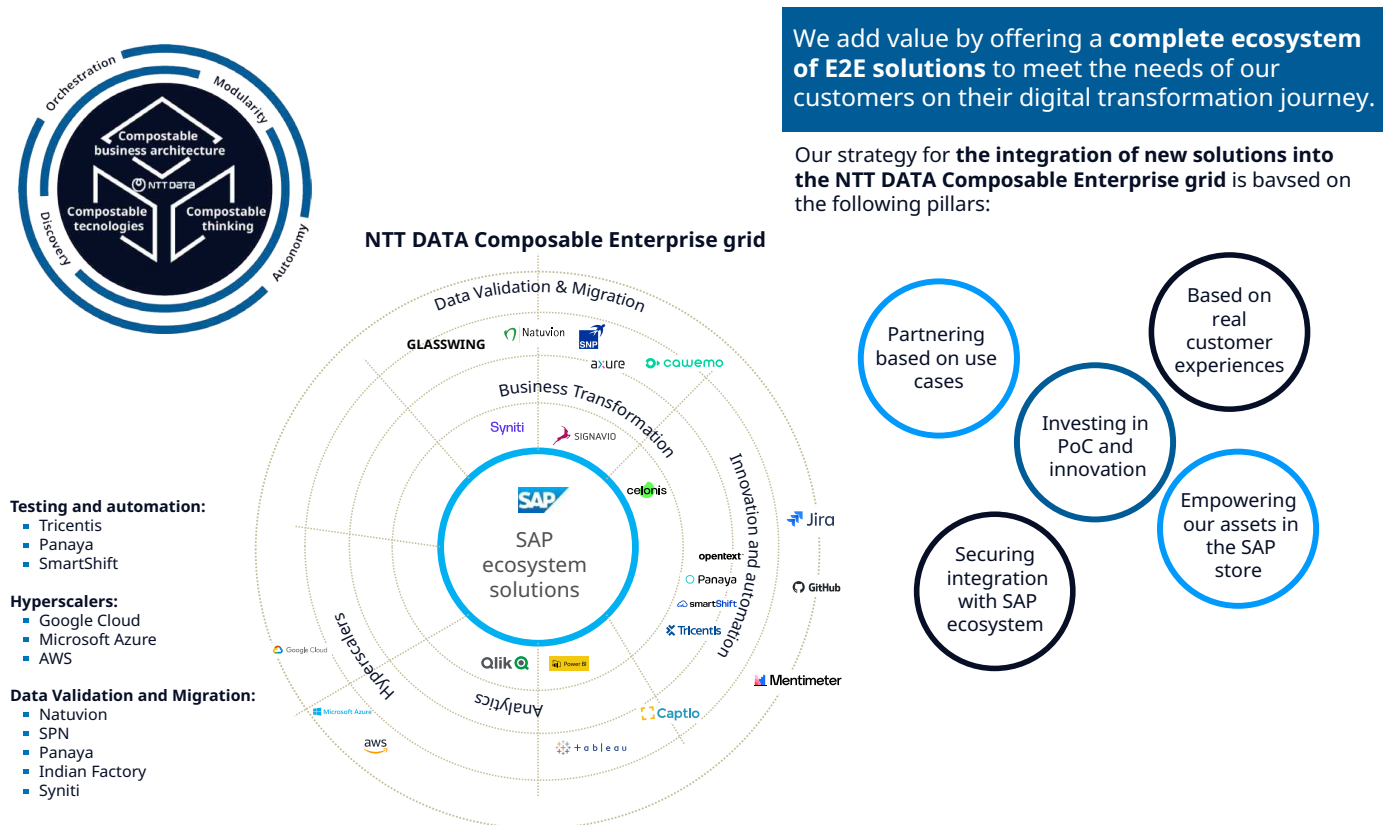 We add value by offering a complete ecosystem
of E2E solutions to meet the needs of our
customers on their digital transformation journey.
Our strategy for the integration of new solutions into
the NTT DATA Composable Enterprise grid is bavsed on
the following pillars:
Orchestration
Modularity
Discovery
Autonomy
Compostable
business architecture
NTT DATA
Compostable
tecnologies
Compostable
thinking
NTT DATA Composable Enterprise grid
Data Validation & Migration
GLASSWING
Natuvion
SNP
axure
cawemo
Business Transformation
Syniti
SIGNAVIO
celonis
Innovation and automation
Jira
opentext
Panaya
GitHub
smartShift
Tricentis
Mentimeter
SAP
SAP
ecosystem
solutions
Hyperscalers
Google Cloud
Microsoft Azure
aws
Analytics
Qlik
Power BI
Captio
+ableau
Testing and automation:
Tricentis
Panaya
SmartShift
Hyperscalers:
Google Cloud
Microsoft Azure
AWS
Data Validation and Migration:
Natuvion
SPN
Panaya
Indian Factory
Syniti
Partnering
based on use
cases
Based on
real
customer
experiences
Investing in
PoC and
innovation
Empowering
our assets in
the SAP
store
Securing
integration
with SAP
ecosystem